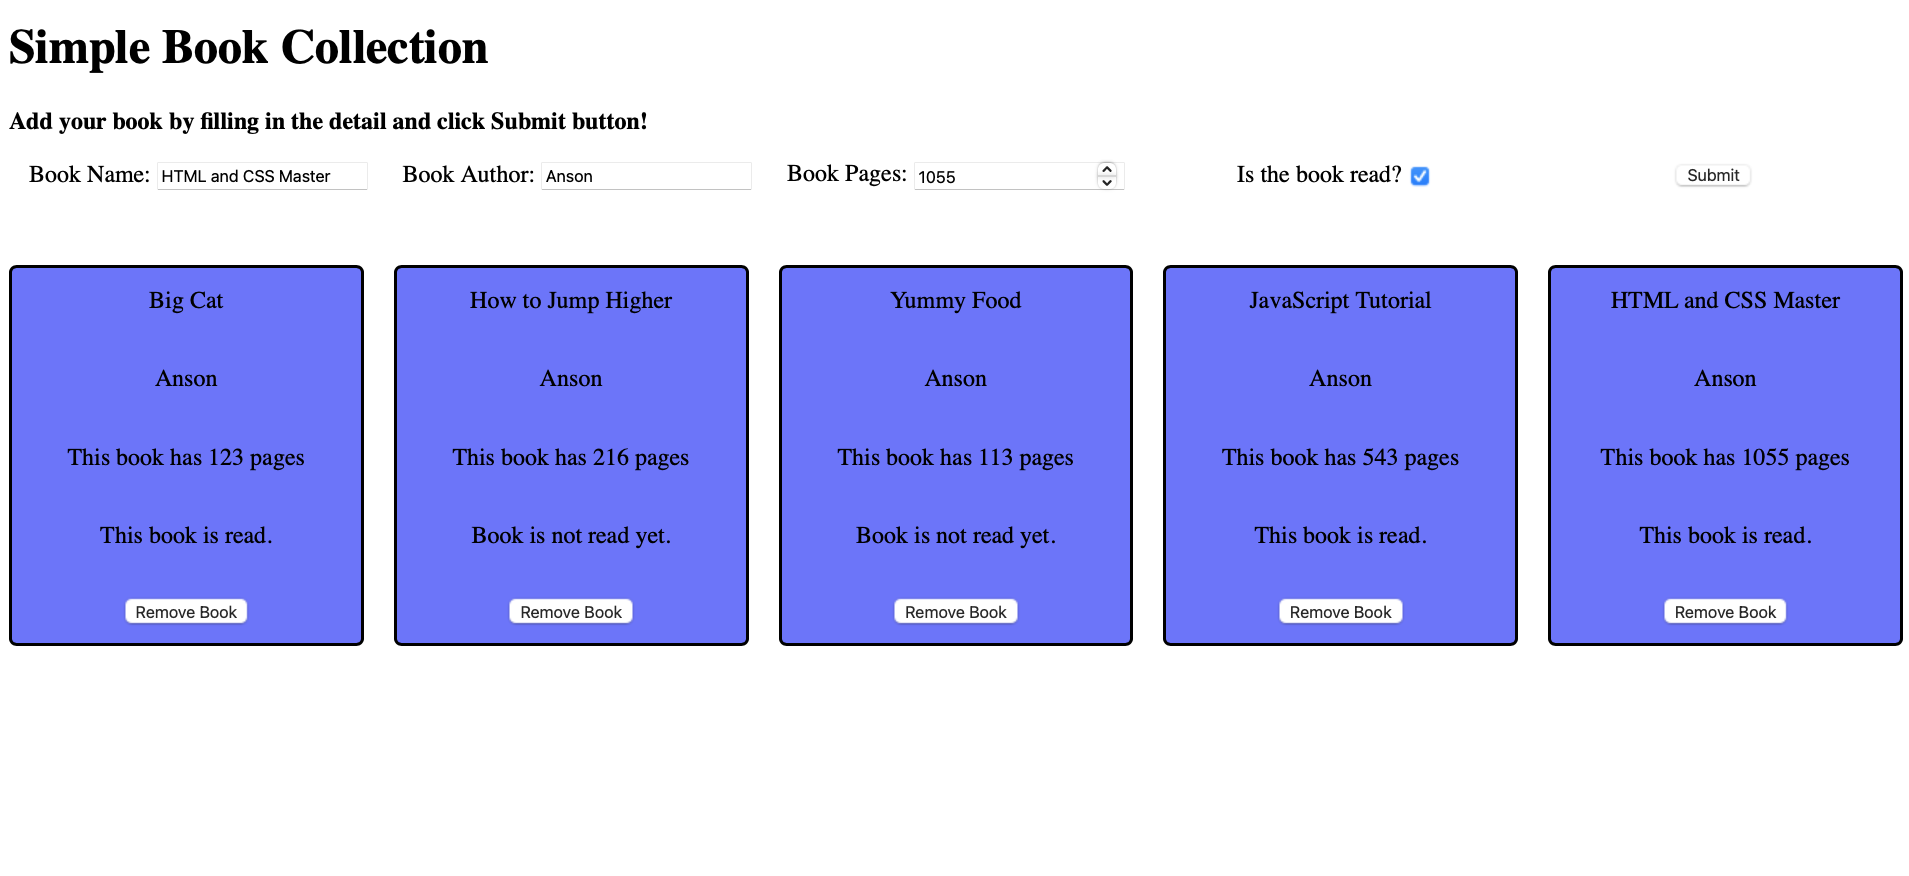 Simple Book Collection
Add your book by filling in the detail and click Submit button!
Book Name: HTML and CSS Master Book Author: Anson Book Pages: 1055 Is the book read? Submit
Big Cat
Anson
This book has 123 pages
This book is read.
Remove Book
How to Jump Higher
Anson
This book has 216 pages
Book is not read yet.
Remove Book
Yummy Food
Anson
This book has 113 pages
Book is not read yet.
Remove Book
JavaScript Tutorial
Anson
This book has 543 pages
This book is read.
Remove Book
HTML and CSS Master
Anson
This book has 1055 pages
This book is read.
Remove Book